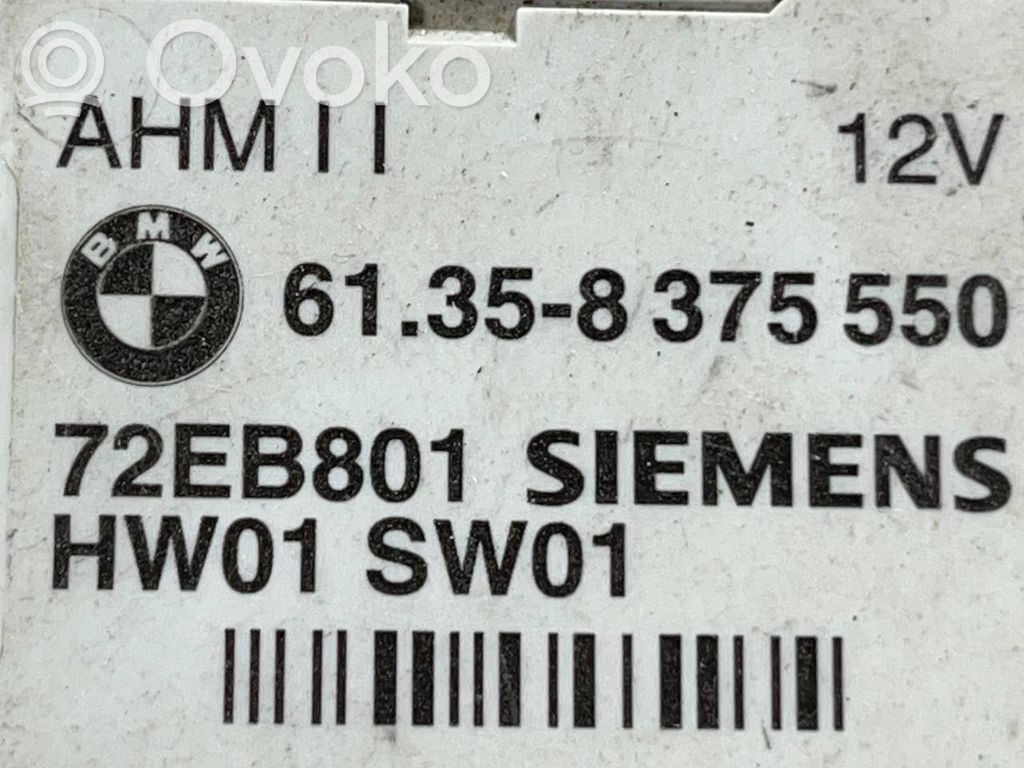 Ovoko
AHM I I 12V
BMW 61.35-8 375 550
72EB801 SIEMENS
HW01 SW01